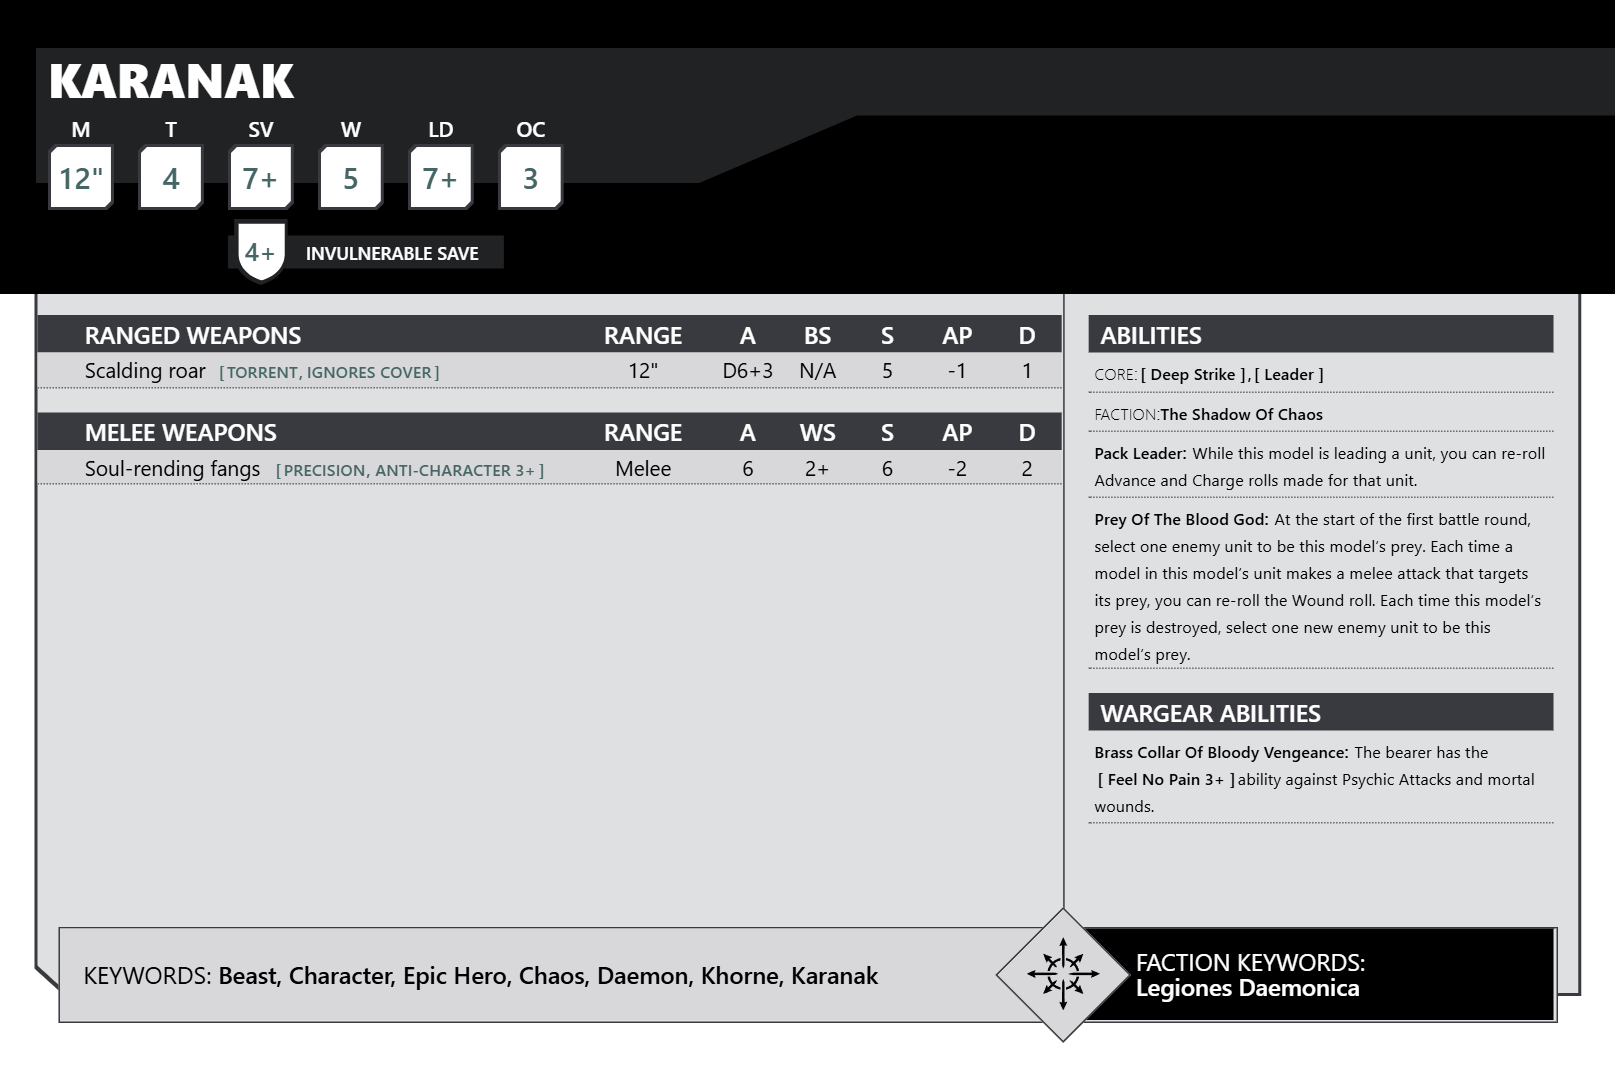 KARANAK
M T SV W LD OC
12" 4 7+ 5 7+ 3
4+ INVULNERABLE SAVE
RANGED WEAPONS RANGE A BS S AP D
Scalding roar [TORRENT, IGNORES COVER] 12" D6+3 N/A 5 -1 1
MELEE WEAPONS RANGE A WS S AP D
Soul-rending fangs [PRECISION, ANTI-CHARACTER 3+] Melee 6 2+ 6 -2 2
ABILITIES
CORE: [ Deep Strike ], [ Leader ]
FACTION:The Shadow Of Chaos
Pack Leader: While this model is leading a unit, you can re-roll
Advance and Charge rolls made for that unit.
Prey Of The Blood God: At the start of the first battle round,
select one enemy unit to be this model’s prey. Each time a
model in this model’s unit makes a melee attack that targets
its prey, you can re-roll the Wound roll. Each time this model’s
prey is destroyed, select one new enemy unit to be this
model’s prey.
WARGEAR ABILITIES
Brass Collar Of Bloody Vengeance: The bearer has the
[ Feel No Pain 3+ ] ability against Psychic Attacks and mortal
wounds.
KEYWORDS: Beast, Character, Epic Hero, Chaos, Daemon, Khorne, Karanak
FACTION KEYWORDS:
Legiones Daemonica